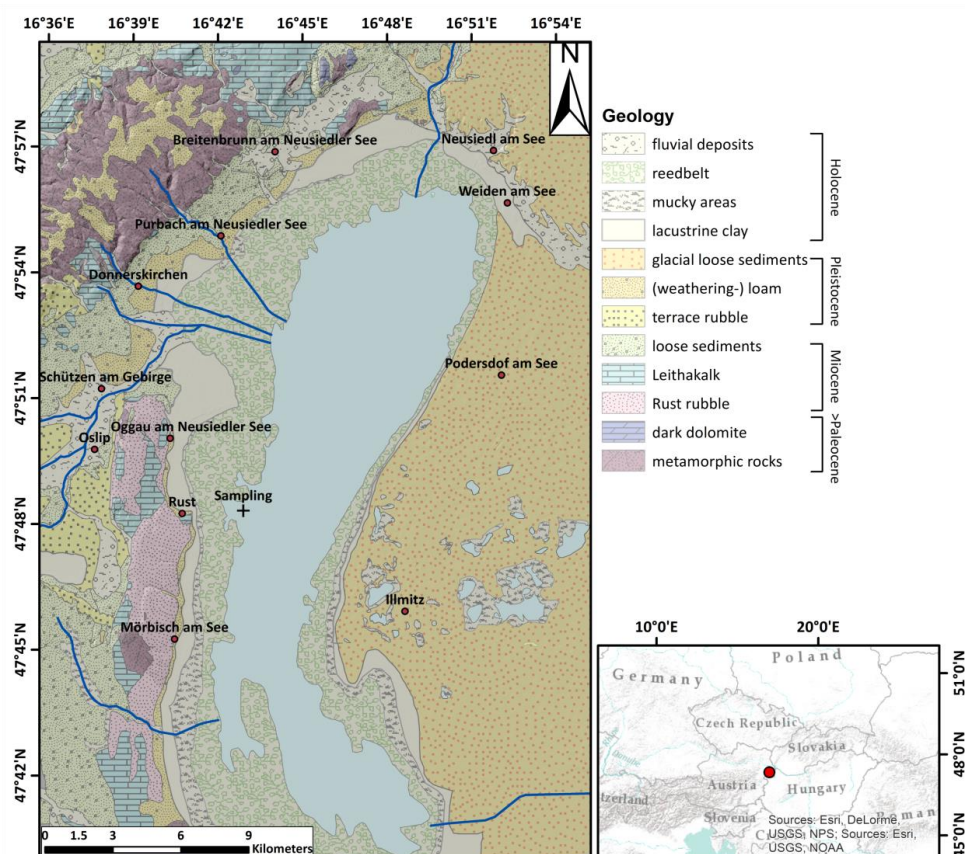 16°36'E 16°39'E 16°42'E 16°45'E 16°48'E 16°51'E 16°54'E
N
47°57'N
47°54'N
47°51'N
47°48'N
47°45'N
47°42'N
Breitenbrunn am Neusiedler See
Neusiedl am See
Weiden am See
Purbach am Neusiedler See
Donnerskirchen
Podersdof am See
Schützen am Gebirge
Oggau am Neusiedler See
Oslip
Sampling
Rust
Illmitz
Mörbisch am See
0 1.5 3 6 9
Kilometers
Geology
fluvial deposits
reedbelt
mucky areas
lacustrine clay
glacial loose sediments
(weathering-) loam
terrace rubble
loose sediments
Leithakalk
Rust rubble
dark dolomite
metamorphic rocks
Holocene
Pleistocene
Miocene
>Paleocene
10°0'E 20°0'E
51°0'N
48°0'N
45°0'N
Poland
Germany
Czech Republic
Slovakia
Austria
Hungary
tzerland
Slovenia
Roman
Sources: Esri, DeLorme,
USGS, NPS; Sources: Esri,
USGS, NOAA